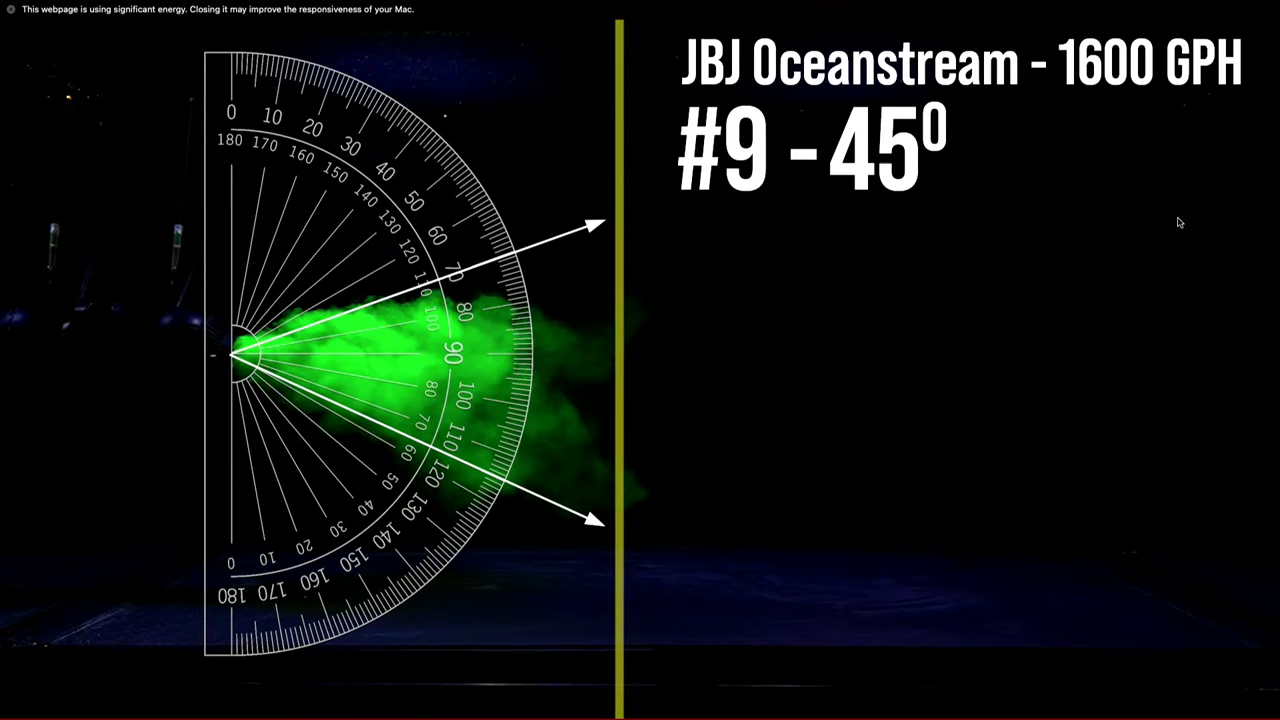 This webpage is using significant energy. Closing it may improve the responsiveness of your Mac.
JBJ Oceanstream - 1600 GPH
#9 - 45⁰
0 10 20 30 40 50 60 70 80 90 100 110 120 130 140 150 160 170 180
180 170 160 150 140 130 120 110 100 80 70 60 50 40 30 20 10 0